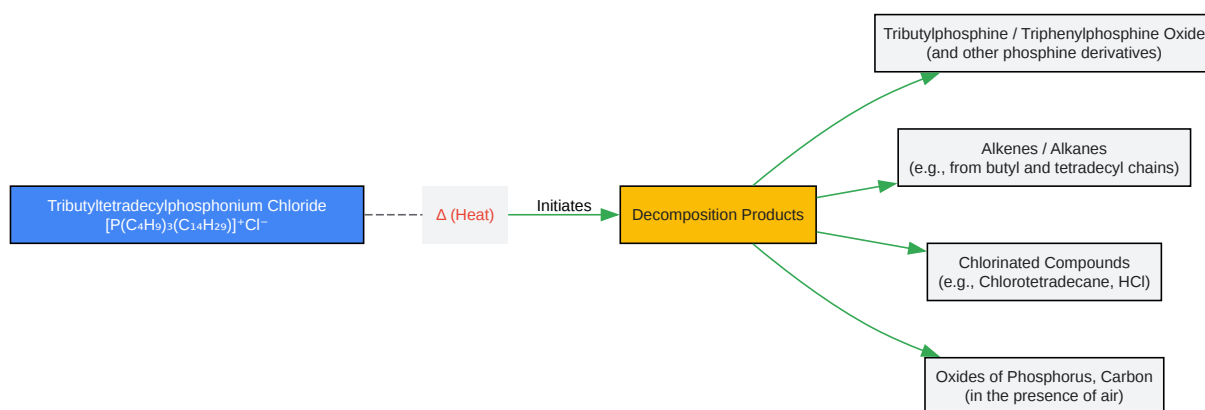 Tributyltetradecylphosphonium Chloride
[P(C₄H₉)₃(C₁₄H₂₉)]⁺Cl⁻
Δ (Heat)
Initiates
Decomposition Products
Tributylphosphine / Triphenylphosphine Oxide
(and other phosphine derivatives)
Alkenes / Alkanes
(e.g., from butyl and tetradecyl chains)
Chlorinated Compounds
(e.g., Chlorotetradecane, HCl)
Oxides of Phosphorus, Carbon
(in the presence of air)